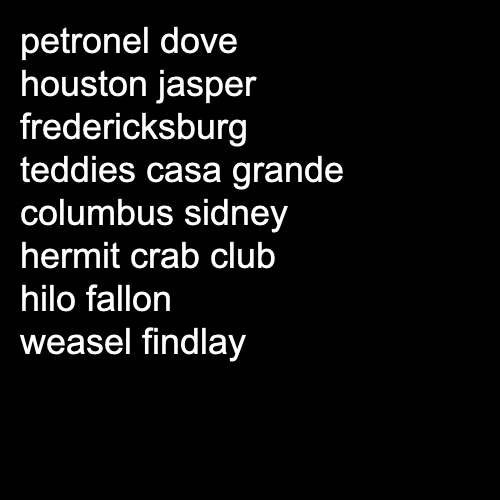 petronel dove
houston jasper
fredericksburg
teddies casa grande
columbus sidney
hermit crab club
hilo fallon
weasel findlay